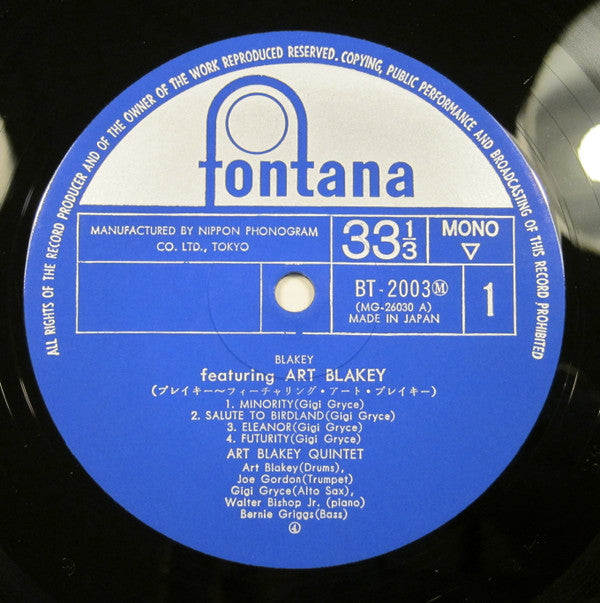 ALL RIGHTS OF THE RECORD PRODUCER AND OF THE OWNER OF THE WORK REPRODUCED RESERVED. COPYING, PUBLIC PERFORMANCE AND BROADCASTING OF THIS RECORD PROHIBITED
fontana
MANUFACTURED BY NIPPON PHONOGRAM
CO. LTD., TOKYO
33 1/3
MONO
▽
BT-2003Ⓜ
(MG-26030 A)
MADE IN JAPAN
1
BLAKEY
featuring ART BLAKEY
(ブレイキー〜フィーチャリング・アート・ブレイキー)
1. MINORITY(Gigi Gryce)
2. SALUTE TO BIRDLAND(Gigi Gryce)
3. ELEANOR(Gigi Gryce)
4. FUTURITY(Gigi Gryce)
ART BLAKEY QUINTET
Art Blakey(Drums),
Joe Gordon(Trumpet)
Gigi Gryce(Alto Sax),
Walter Bishop Jr. (piano)
Bernie Griggs(Bass)
④